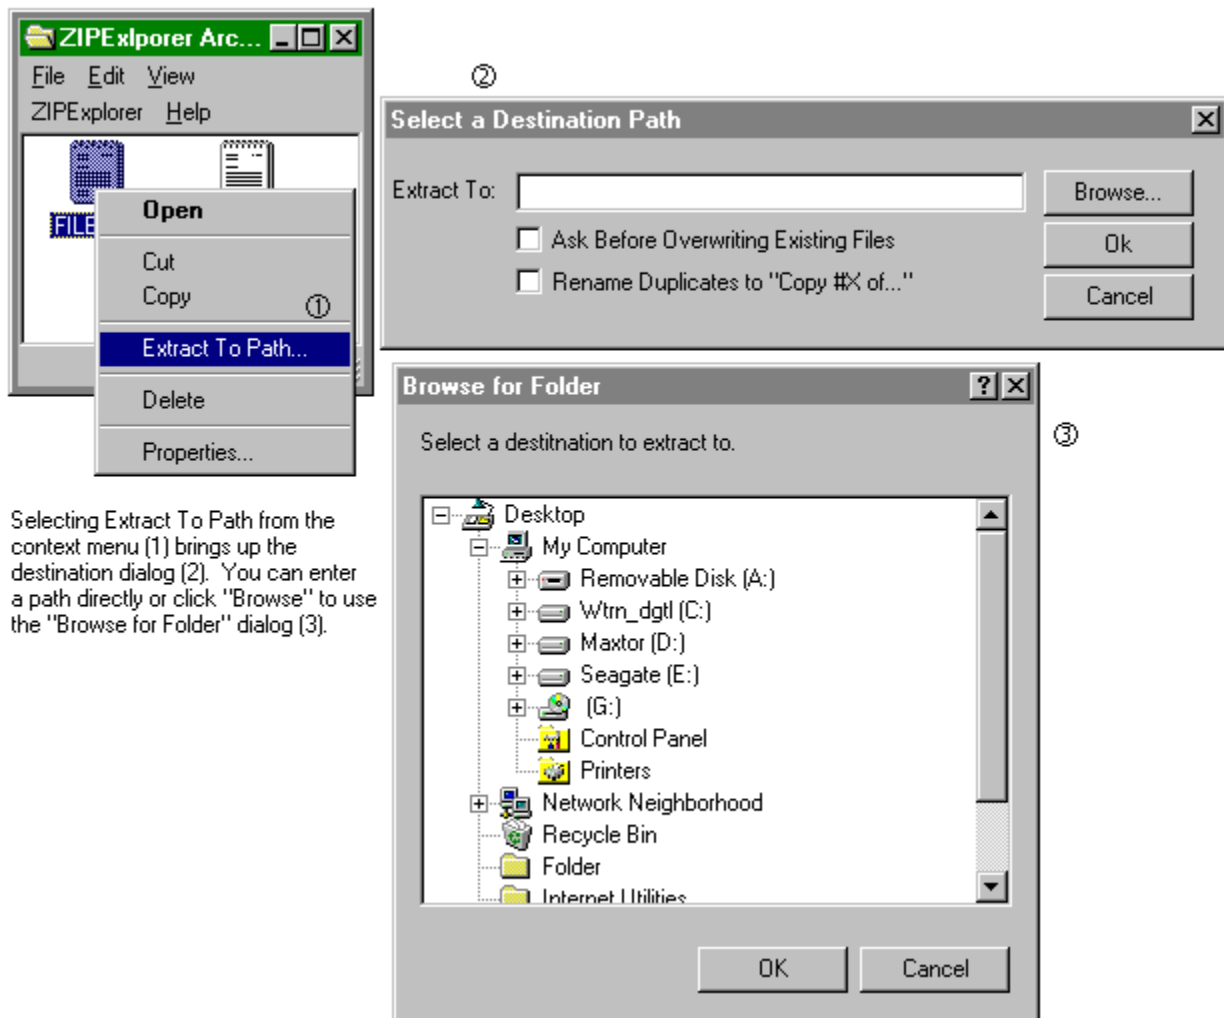 ZIPExlporer Arc...
File Edit View
ZIPExplorer Help
FILE
Open
Cut
Copy
①
Extract To Path...
Delete
Properties...
Selecting Extract To Path from the
context menu (1) brings up the
destination dialog (2). You can enter
a path directly or click "Browse" to use
the "Browse for Folder" dialog (3).
②
Select a Destination Path
Extract To:
Browse...
Ask Before Overwriting Existing Files
Ok
Rename Duplicates to "Copy #X of..."
Cancel
③
Browse for Folder
Select a destitnation to extract to.
Desktop
My Computer
Removable Disk (A:)
Wtrn_dgtl (C:)
Maxtor (D:)
Seagate (E:)
(G:)
Control Panel
Printers
Network Neighborhood
Recycle Bin
Folder
Internet Utilities
OK Cancel